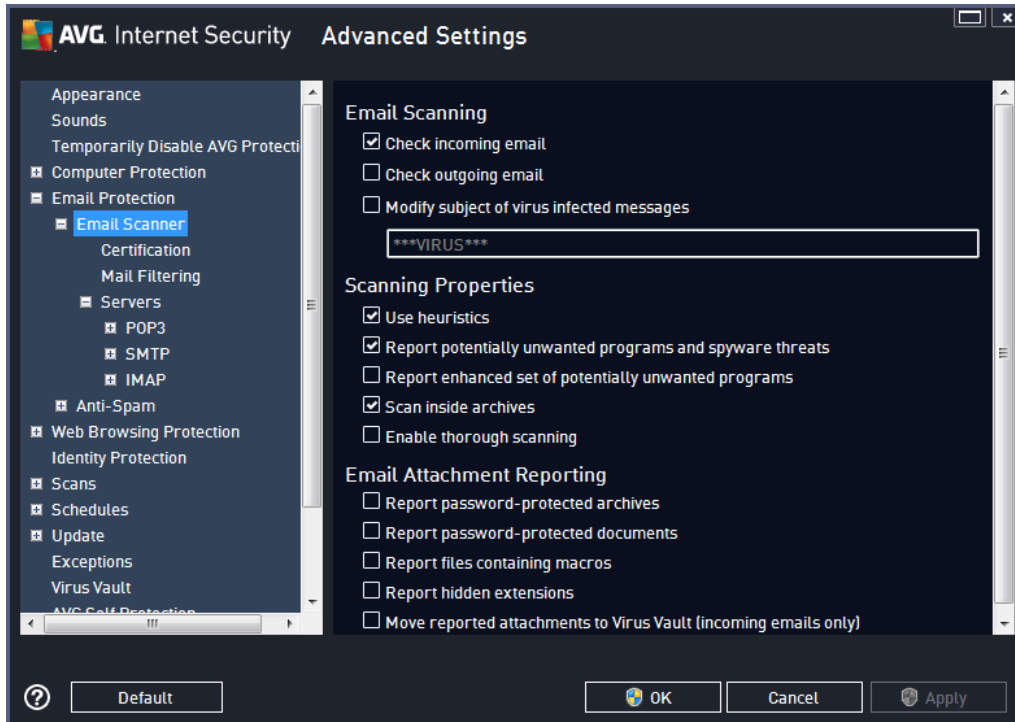 AVG. Internet Security Advanced Settings
Appearance
Sounds
Temporarily Disable AVG Protecti
Computer Protection
Email Protection
Email Scanner
Certification
Mail Filtering
Servers
POP3
SMTP
IMAP
Anti-Spam
Web Browsing Protection
Identity Protection
Scans
Schedules
Update
Exceptions
Virus Vault
AVG Self Protection
Email Scanning
Check incoming email
Check outgoing email
Modify subject of virus infected messages
***VIRUS***
Scanning Properties
Use heuristics
Report potentially unwanted programs and spyware threats
Report enhanced set of potentially unwanted programs
Scan inside archives
Enable thorough scanning
Email Attachment Reporting
Report password-protected archives
Report password-protected documents
Report files containing macros
Report hidden extensions
Move reported attachments to Virus Vault (incoming emails only)
? Default OK Cancel Apply